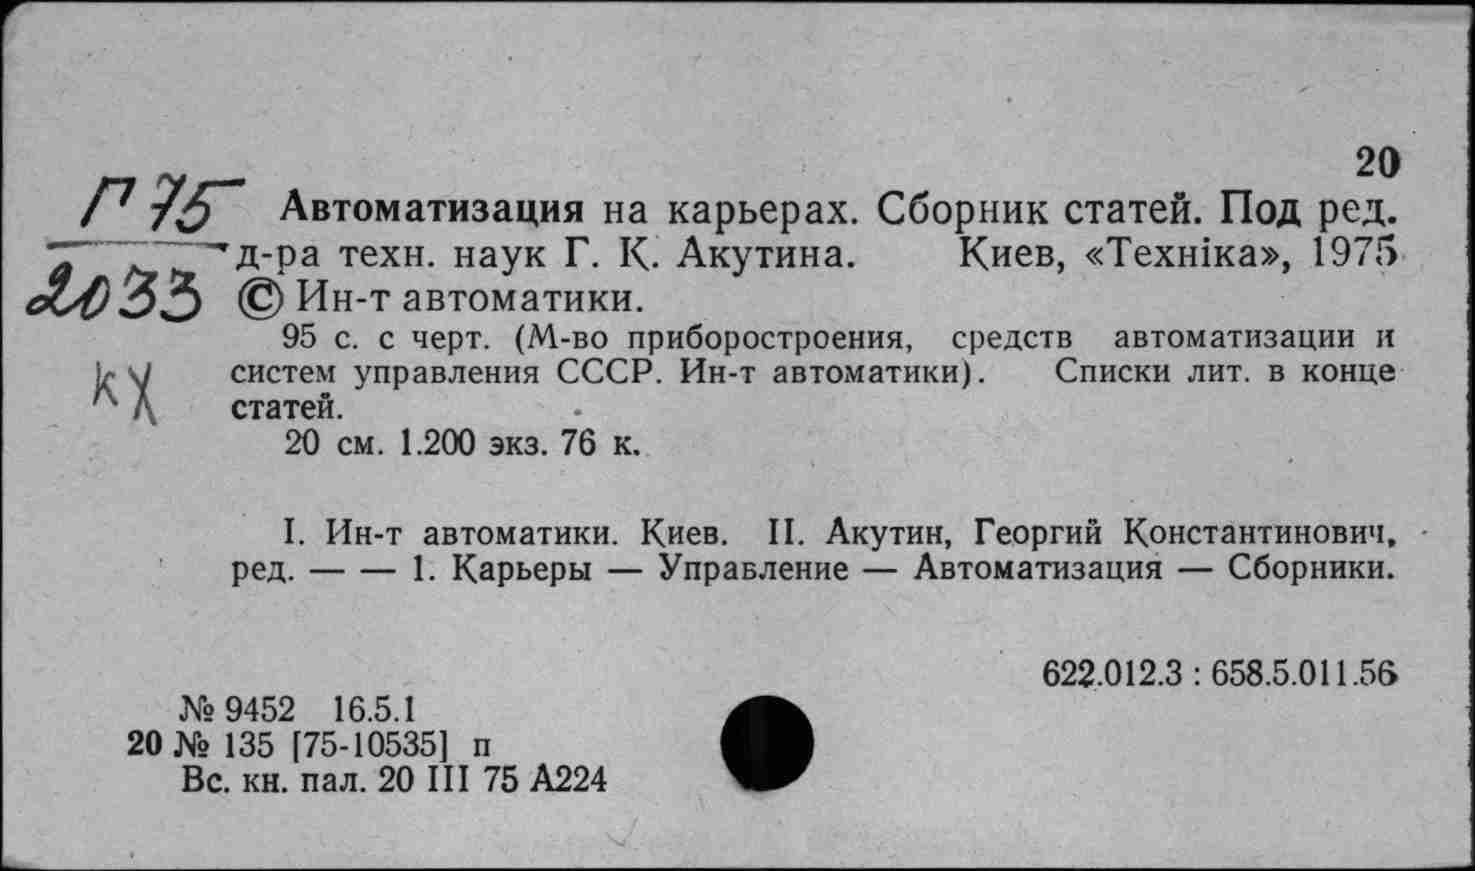 20
П 75 Автоматизация на карьерах. Сборник статей. Под ред.
д-ра техн. наук Г. К. Акутина. Киев, «Техніка», 1975
2033 © Ин-т автоматики.
95 с. с черт. (М-во приборостроения, средств автоматизации и
кх систем управления СССР. Ин-т автоматики). Списки лит. в конце
статей.
20 см. 1.200 экз. 76 к.
I. Ин-т автоматики. Киев. II. Акутин, Георгий Константинович,
ред. — — 1. Карьеры — Управление — Автоматизация — Сборники.
622.012.3 : 658.5.011.56
№ 9452 16.5.1
20 № 135 [75-10535] п
Вс. кн. пал. 20 III 75 А224